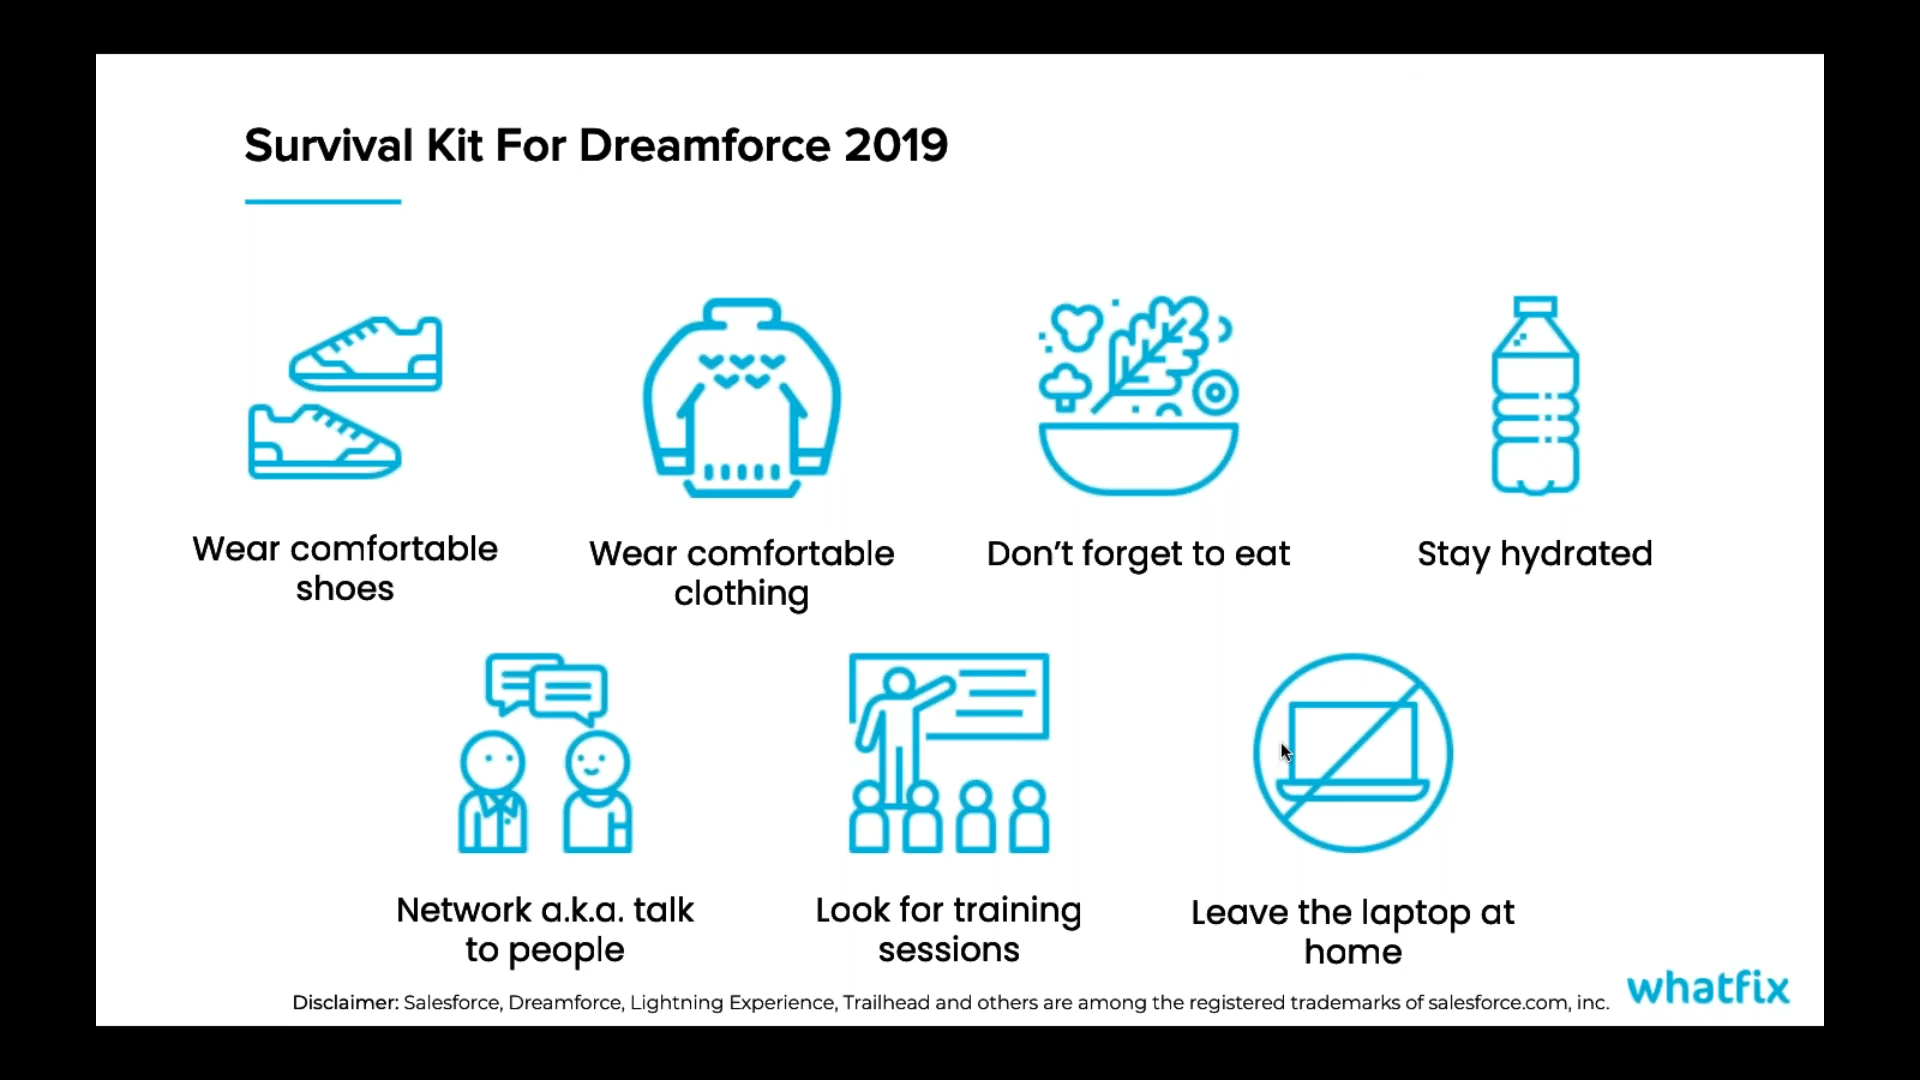 Survival Kit For Dreamforce 2019
Wear comfortable
shoes
Wear comfortable
clothing
Don't forget to eat
Stay hydrated
Network a.k.a. talk
to people
Look for training
sessions
Leave the laptop at
home
Disclaimer: Salesforce, Dreamforce, Lightning Experience, Trailhead and others are among the registered trademarks of salesforce.com, inc.
whatfix